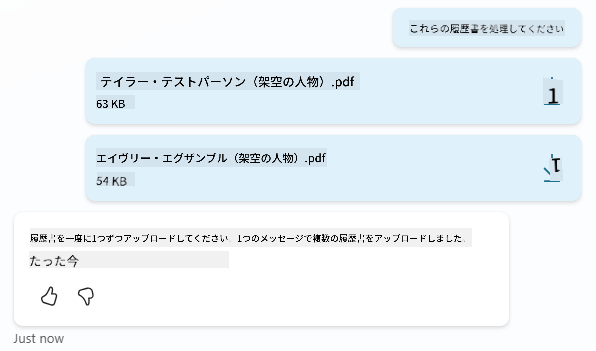 これらの履歴書を処理してください
テイラー・テストパーソン（架空の人物）.pdf
63 KB
エイヴリー・エグザンブル（架空の人物）.pdf
54 KB
履歴書を一度に1つずつアップロードしてください。1つのメッセージで複数の履歴書をアップロードしました。
たった今
Just now